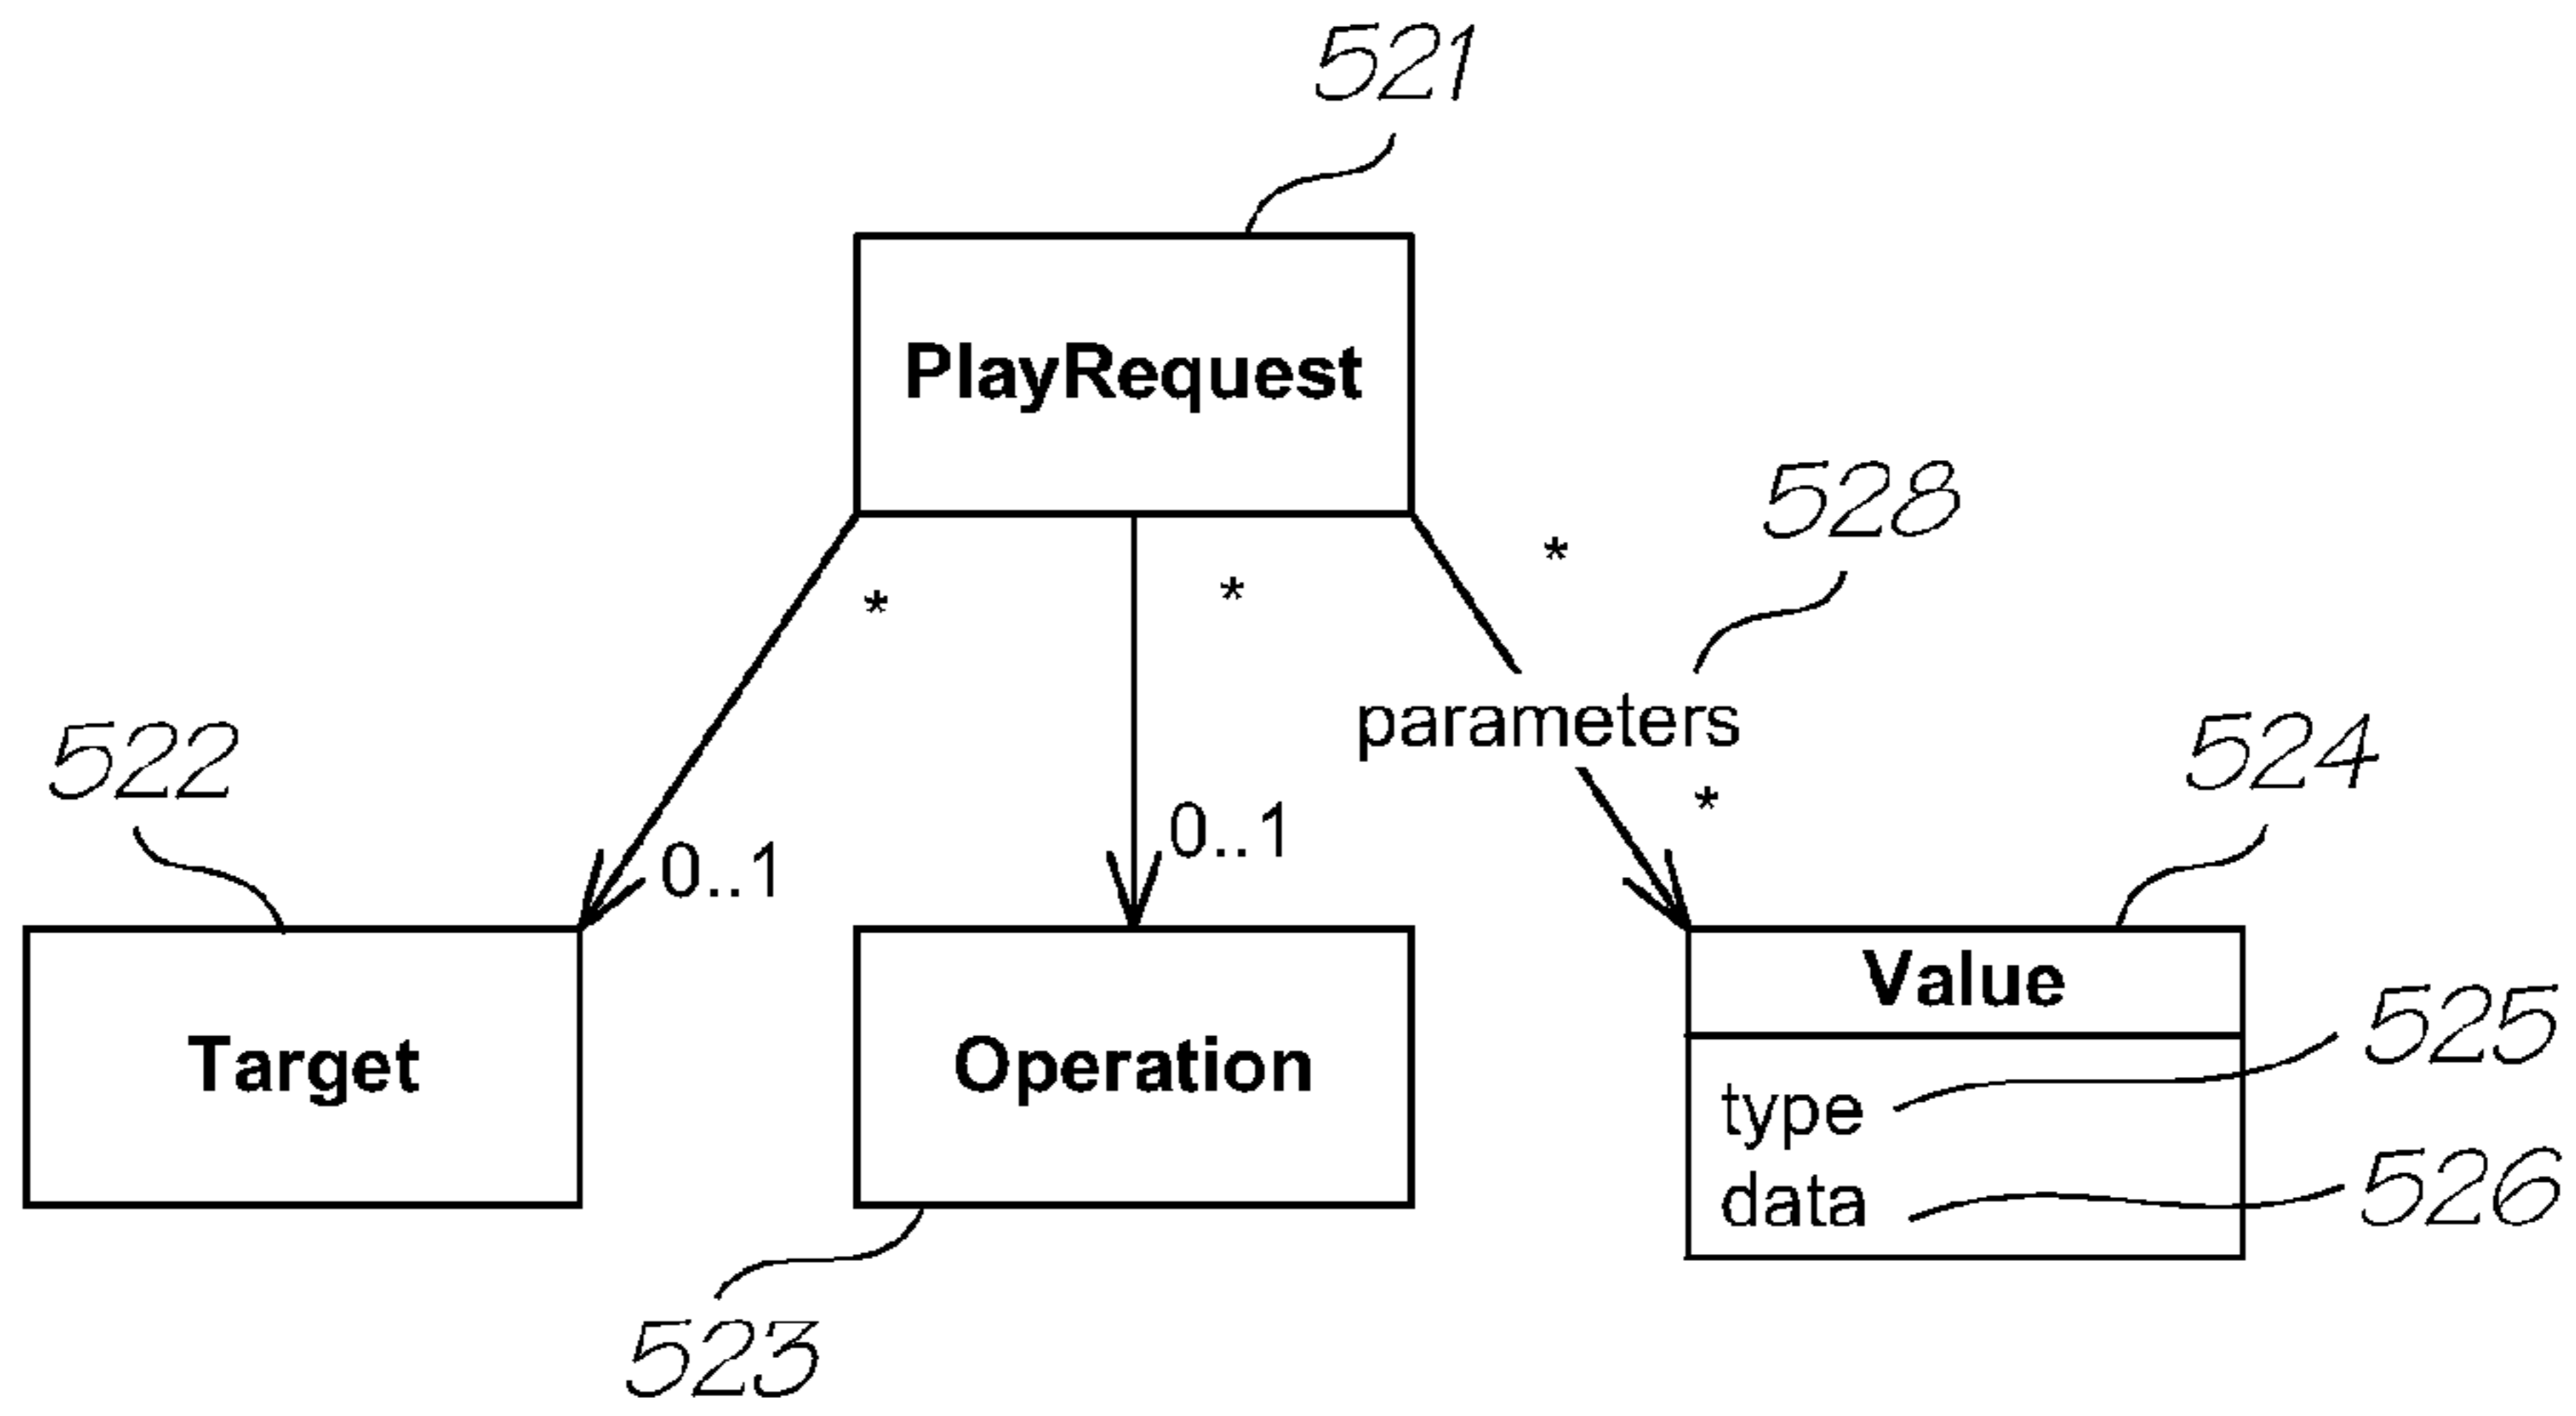 521
PlayRequest
528
*
*
*
parameters
522
524
*
0..1
0..1
Value
525
Target
Operation
type
526
data
523